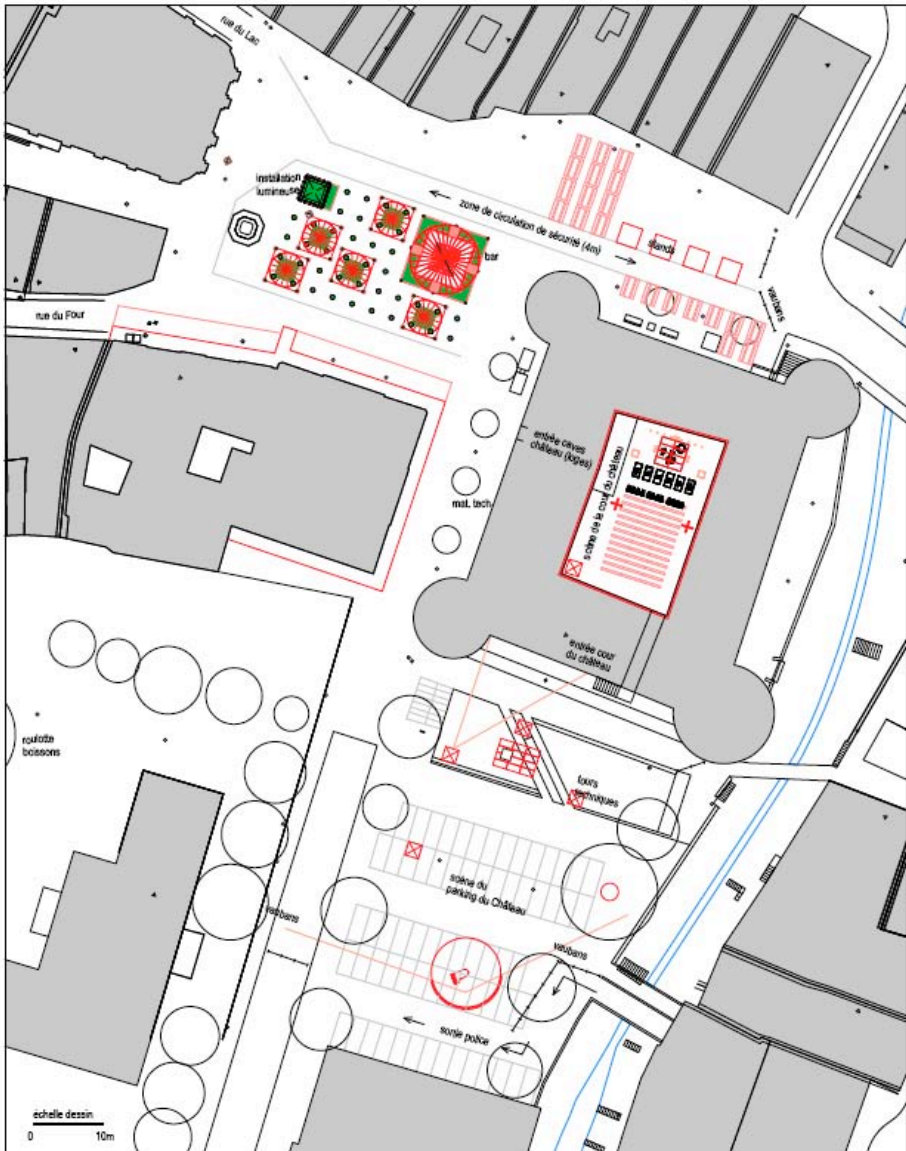 rue du Lac
installation
lumineuse
zone de circulation de sécurité (4m)
stands
bar
vaubans
rue du Four
entrée caves
château (loges)
scène de la cour du château
mat. tech
entrée cour
du château
roulotte
boissons
tours
techniques
scène du
parking du Château
vaubans
vaubans
sortie police
échelle dessin
0 10m